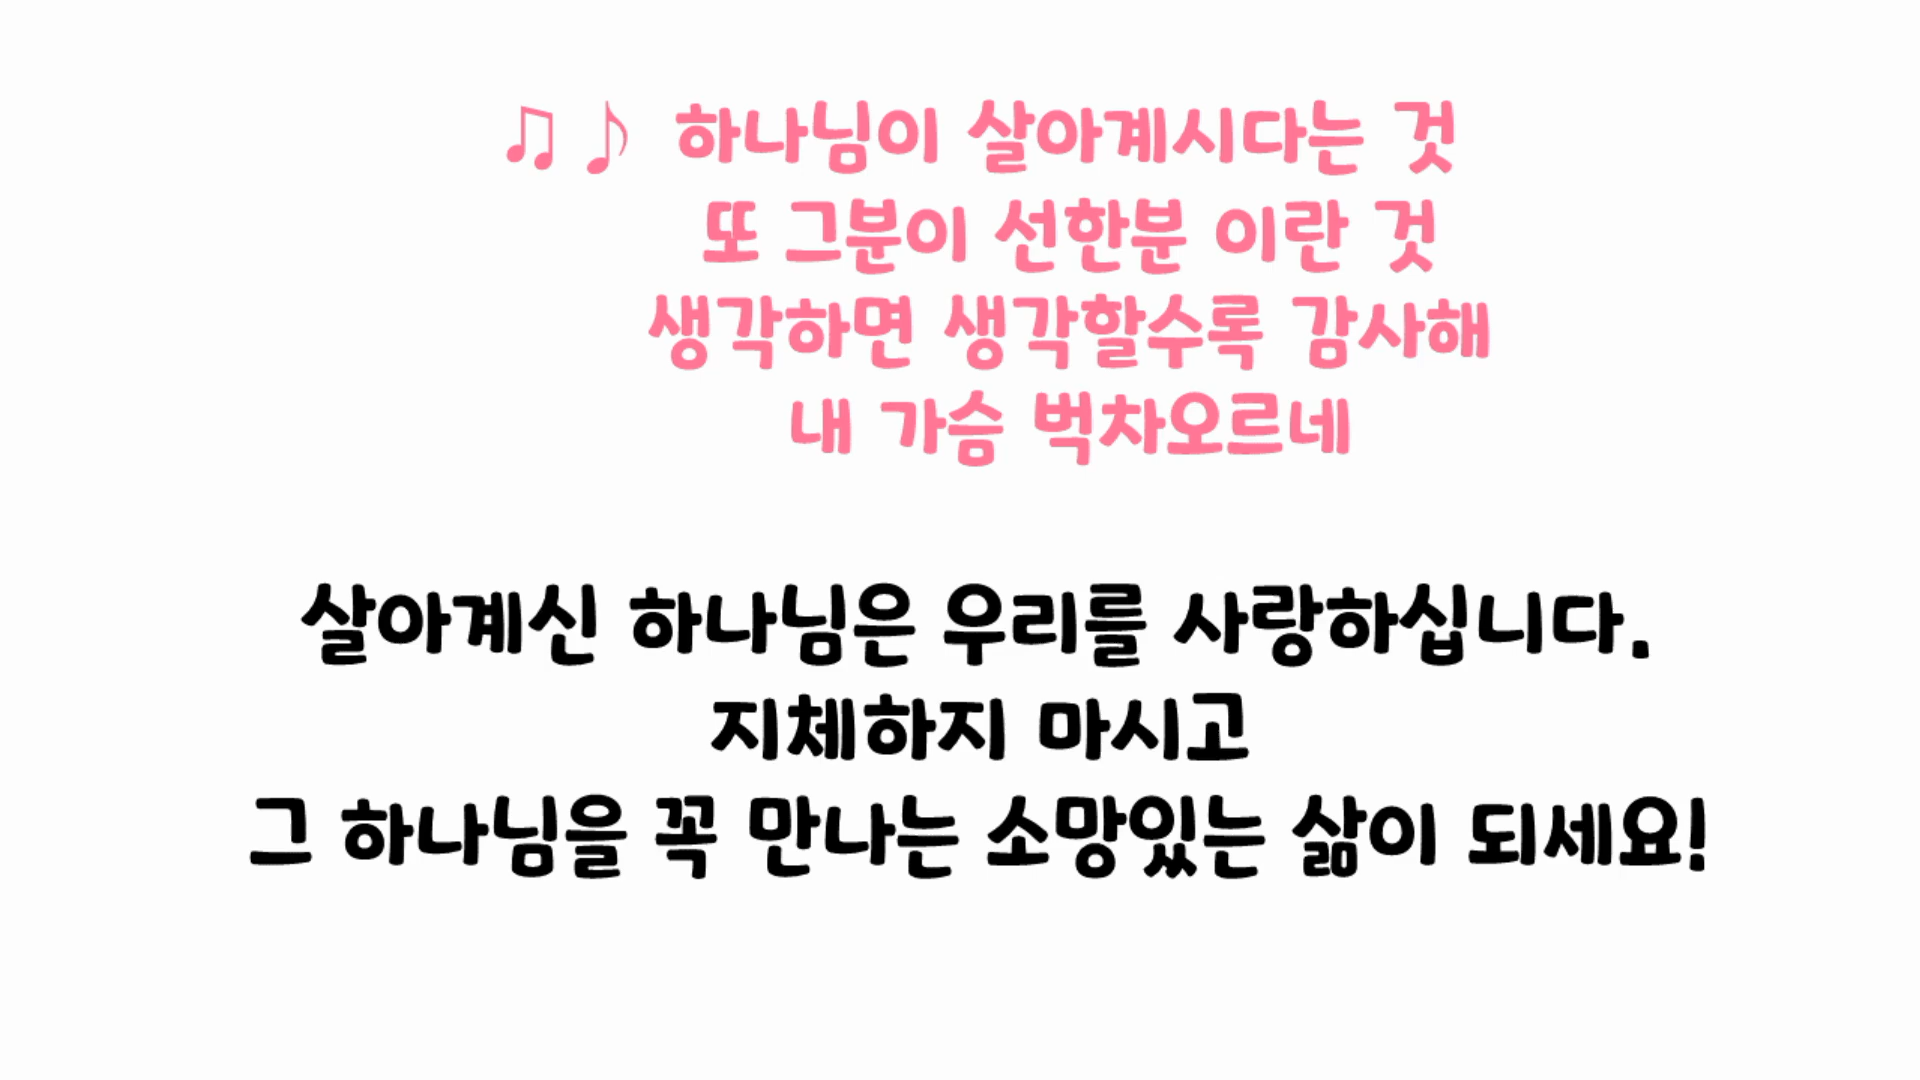 ♫♪ 하나님이 살아계시다는 것
또 그분이 선한분 이란 것
생각하면 생각할수록 감사해
내 가슴 벅차오르네
살아계신 하나님은 우리를 사랑하십니다.
지체하지 마시고
그 하나님을 꼭 만나는 소망있는 삶이 되세요!